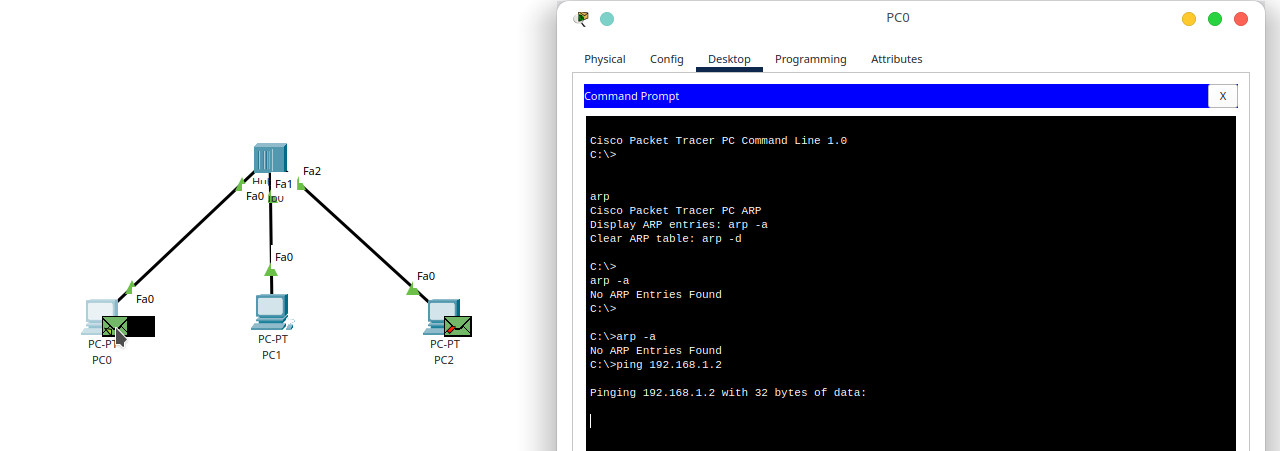 PC0
Physical Config Desktop Programming Attributes
Command Prompt
X
Cisco Packet Tracer PC Command Line 1.0
C:\>
arp
Cisco Packet Tracer PC ARP
Display ARP entries: arp -a
Clear ARP table: arp -d
C:\>
arp -a
No ARP Entries Found
C:\>
C:\>arp -a
No ARP Entries Found
C:\>ping 192.168.1.2
Pinging 192.168.1.2 with 32 bytes of data:
Fa2
Fa1
Fa0
Fa0
Fa0
Fa0
PC-PT
PC0
PC-PT
PC1
PC-PT
PC2